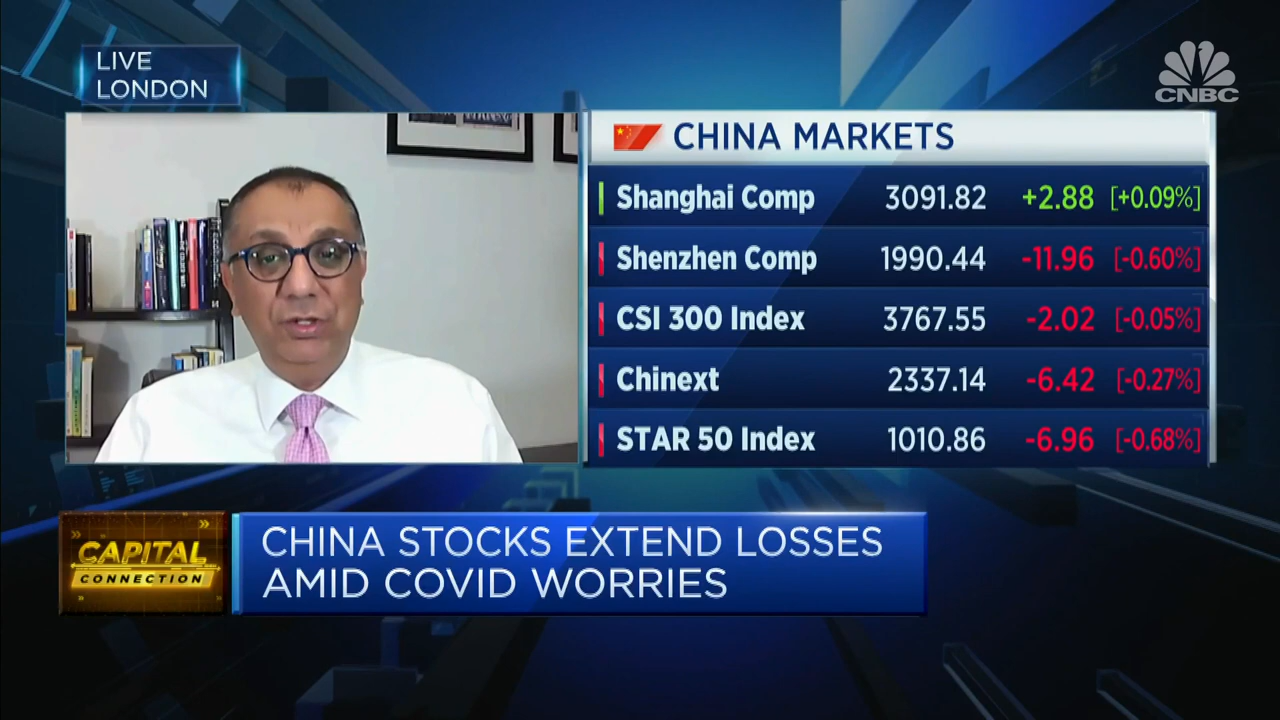 LIVE
LONDON
CNBC
CHINA MARKETS
Shanghai Comp 3091.82 +2.88 [+0.09%]
Shenzhen Comp 1990.44 -11.96 [-0.60%]
CSI 300 Index 3767.55 -2.02 [-0.05%]
Chinext 2337.14 -6.42 [-0.27%]
STAR 50 Index 1010.86 -6.96 [-0.68%]
CAPITAL
CONNECTION
CHINA STOCKS EXTEND LOSSES
AMID COVID WORRIES